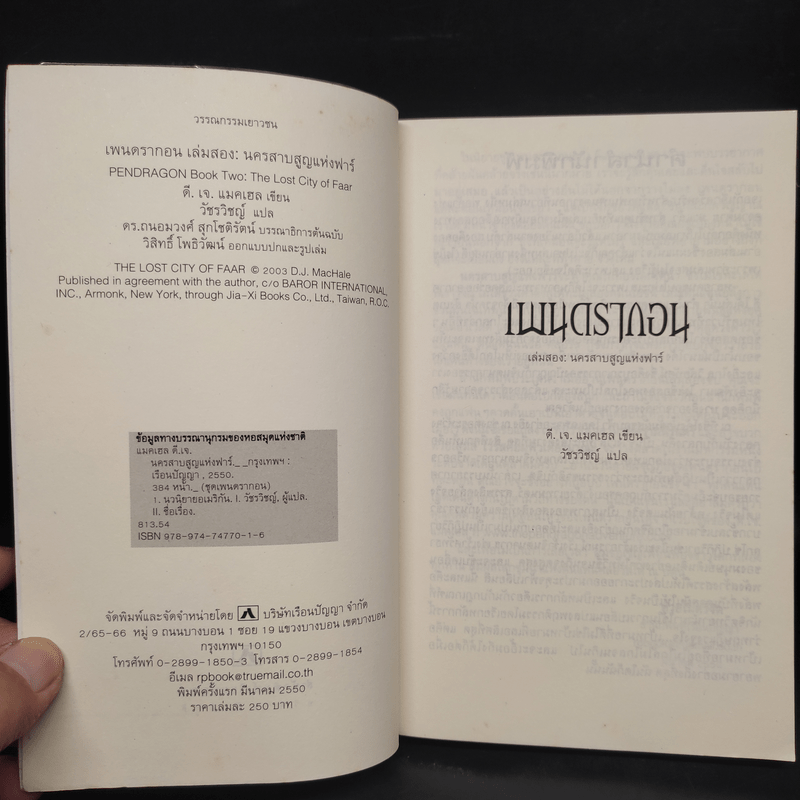 วรรณกรรมเยาวชน
เพนดรากอน เล่มสอง: นครสาบสูญแห่งฟาร์
PENDRAGON Book Two: The Lost City of Faar
ดี. เจ. แมคเฮล เขียน
วัชรวิชญ์ แปล
ดร.ถนอมวงศ์ สุกโชติรัตน์ บรรณาธิการต้นฉบับ
วิสิทธิ์ โพธิวัฒน์ ออกแบบปกและรูปเล่ม
THE LOST CITY OF FAAR © 2003 D.J. MacHale
Published in agreement with the author, c/o BAROR INTERNATIONAL,
INC., Armonk, New York, through Jia-Xi Books Co., Ltd., Taiwan, R.O.C.
ข้อมูลทางบรรณานุกรมของหอสมุดแห่งชาติ
แมคเฮล ดี.เจ.
นครสาบสูญแห่งฟาร์._ _กรุงเทพฯ :
เรือนปัญญา , 2550.
384 หน้า._ (ชุดเพนดรากอน)
1. นวนิยายอเมริกัน. I. วัชรวิชญ์, ผู้แปล.
II. ชื่อเรื่อง.
813.54
ISBN 978-974-74770-1-6
จัดพิมพ์และจัดจำหน่ายโดย บริษัทเรือนปัญญา จำกัด
2/65-66 หมู่ 9 ถนนบางบอน 1 ซอย 19 แขวงบางบอน เขตบางบอน
กรุงเทพฯ 10150
โทรศัพท์ 0-2899-1850-3 โทรสาร 0-2899-1854
อีเมล rpbook@truemail.co.th
พิมพ์ครั้งแรก มีนาคม 2550
ราคาเล่มละ 250 บาท
เพนดรากอน
เล่มสอง: นครสาบสูญแห่งฟาร์
ดี. เจ. แมคเฮล เขียน
วัชรวิชญ์ แปล